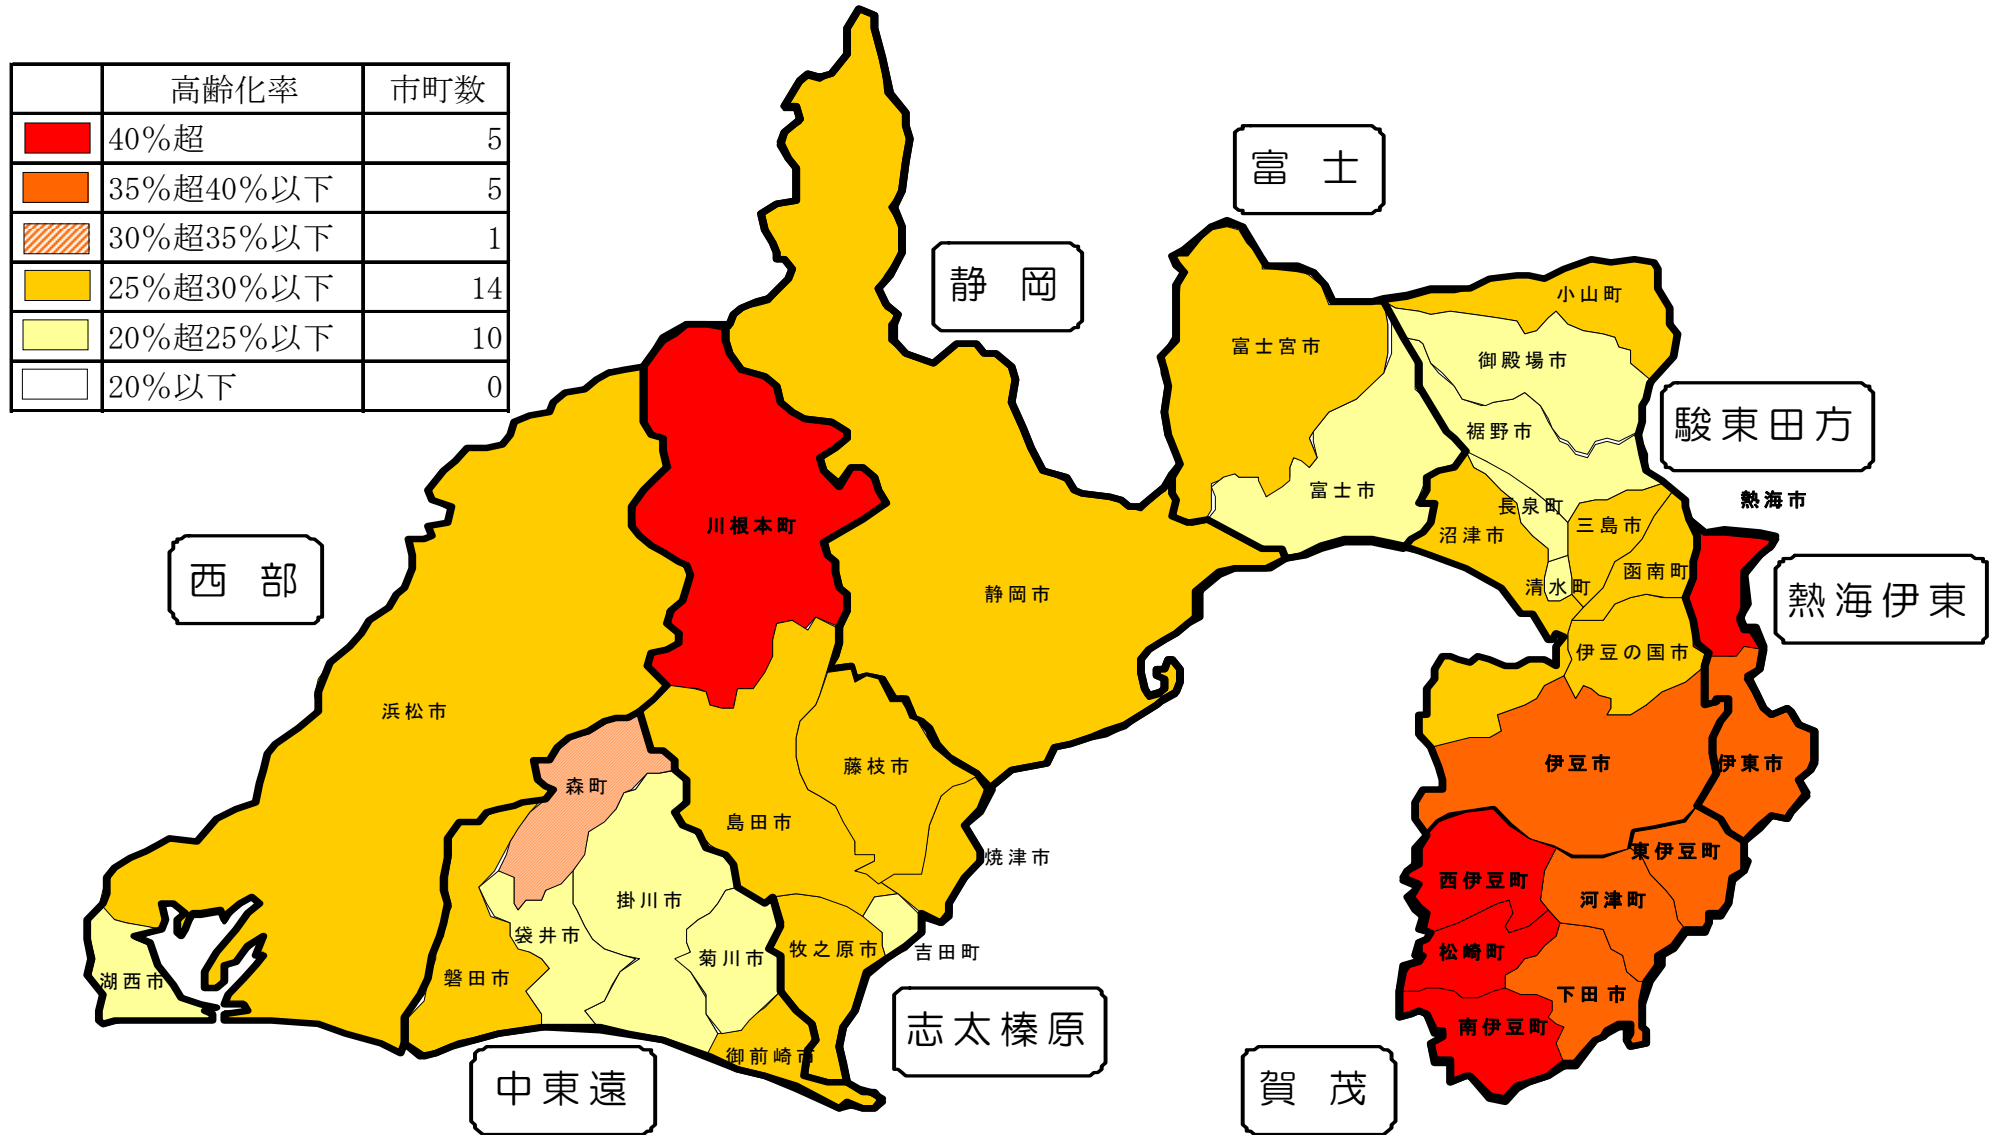 高齢化率 市町数
40％超 5
35％超40％以下 5
30％超35％以下 1
25％超30％以下 14
20％超25％以下 10
20％以下 0
富 士
静 岡
小山町
富士宮市
御殿場市
駿東田方
裾野市
富士市
長泉町
熱海市
川根本町
沼津市
三島市
西 部
函南町
清水町
静岡市
熱海伊東
伊豆の国市
浜松市
藤枝市
伊豆市
伊東市
森町
島田市
焼津市
東伊豆町
西伊豆町
掛川市
河津町
袋井市
牧之原市
吉田町
松崎町
菊川市
磐田市
湖西市
下田市
南伊豆町
志太榛原
御前崎市
中東遠
賀 茂